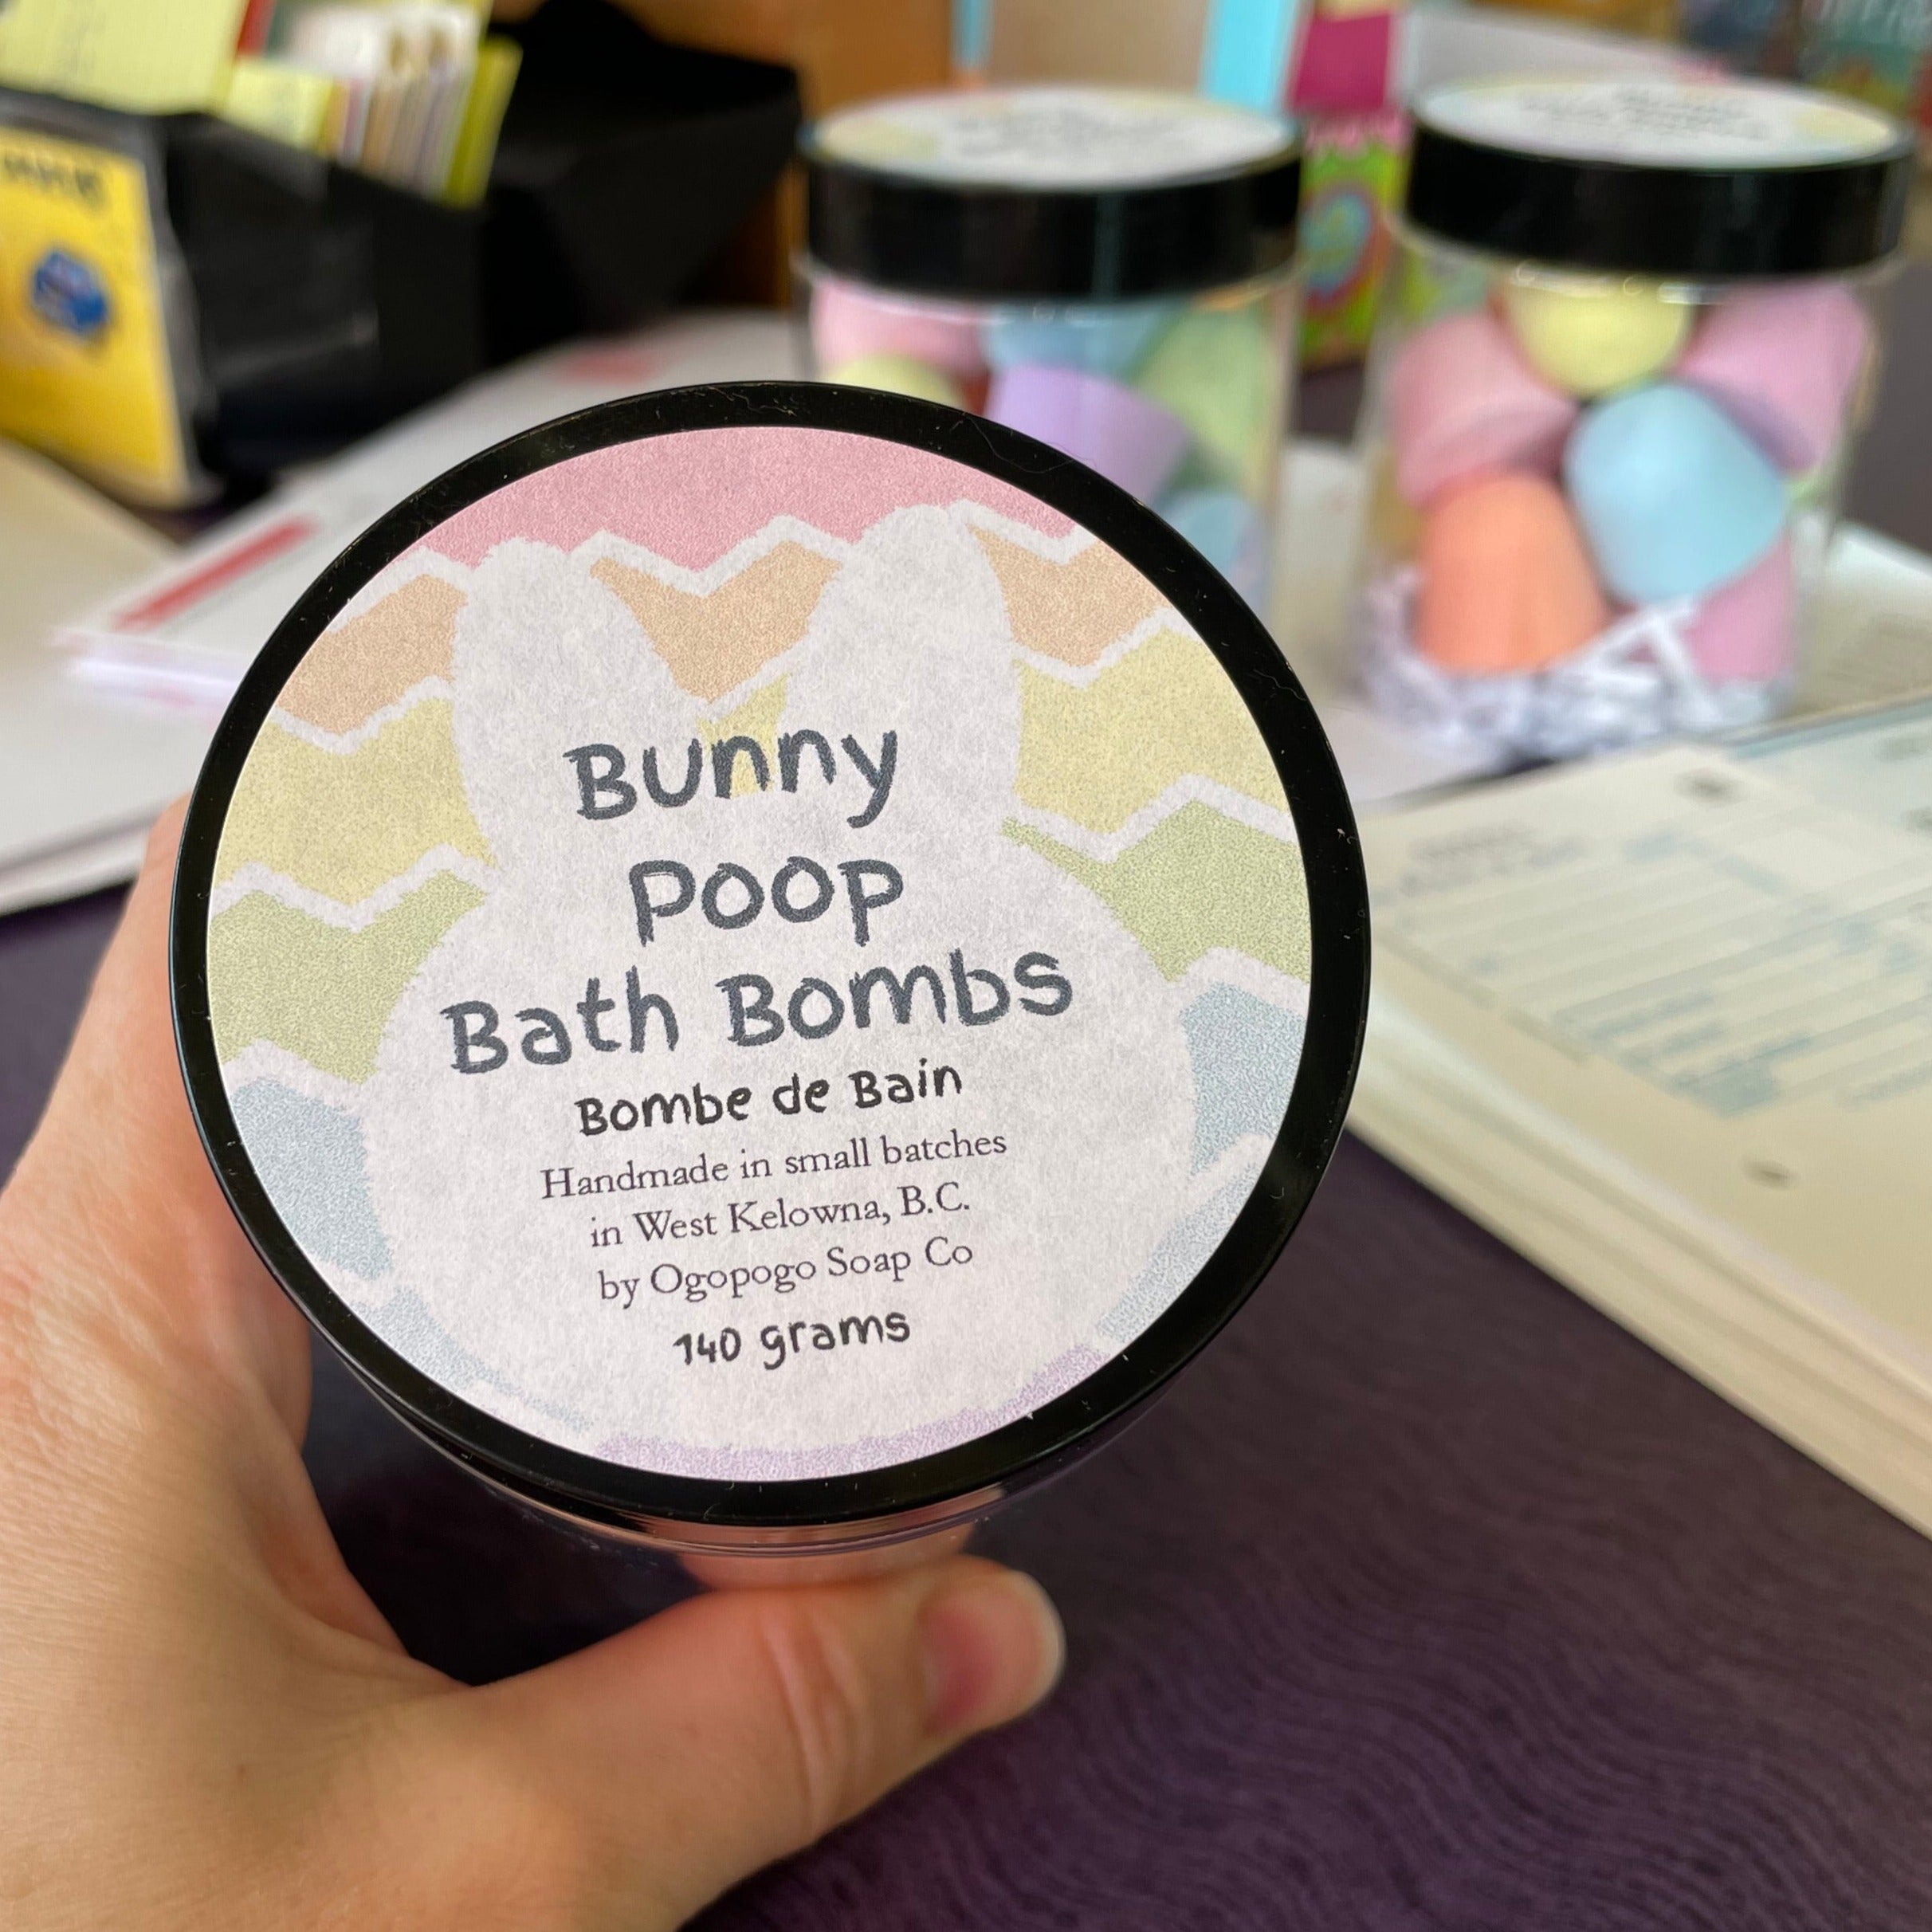 Bunny
Poop
Bath Bombs
Bombe de Bain
Handmade in small batches
in West Kelowna, B.C.
by Ogopogo Soap Co
140 grams